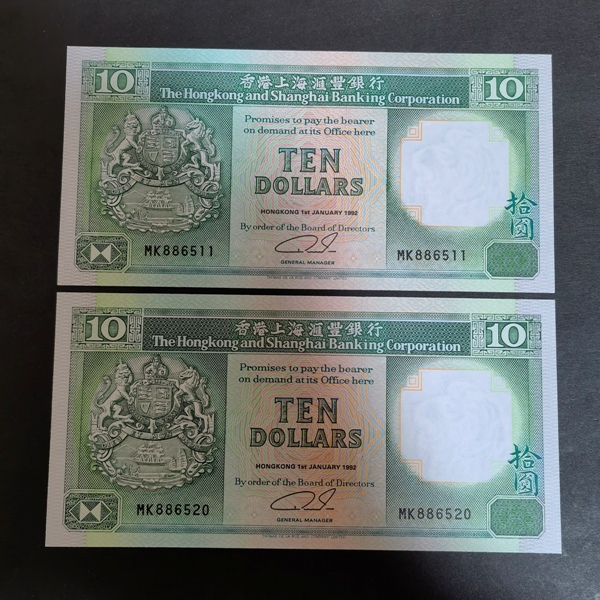 10
香港上海滙豐銀行
10
The Hongkong and Shanghai Banking Corporation
Promises to pay the bearer
on demand at its Office here
TEN
DOLLARS
HONGKONG 1st JANUARY 1992
By order of the Board of Directors
拾圓
MK886511
MK886511
GENERAL MANAGER
10
香港上海滙豐銀行
10
The Hongkong and Shanghai Banking Corporation
Promises to pay the bearer
on demand at its Office here
TEN
DOLLARS
HONGKONG 1st JANUARY 1992
By order of the Board of Directors
拾圓
MK886520
MK886520
GENERAL MANAGER